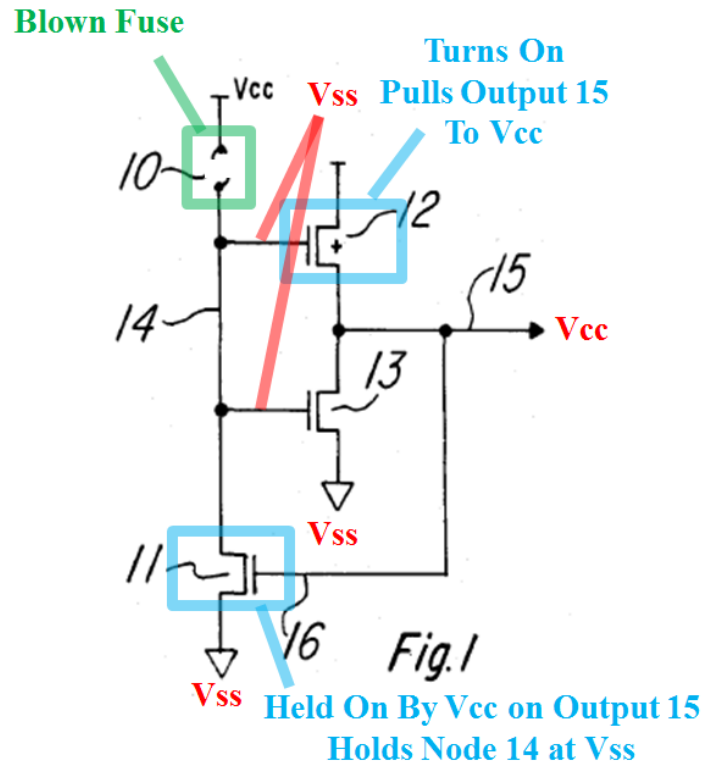 Blown Fuse
Turns On
Pulls Output 15
To Vcc
Vcc
Vss
10
12
15
14
Vcc
13
Vss
11
16
Fig.1
Vss
Held On By Vcc on Output 15
Holds Node 14 at Vss